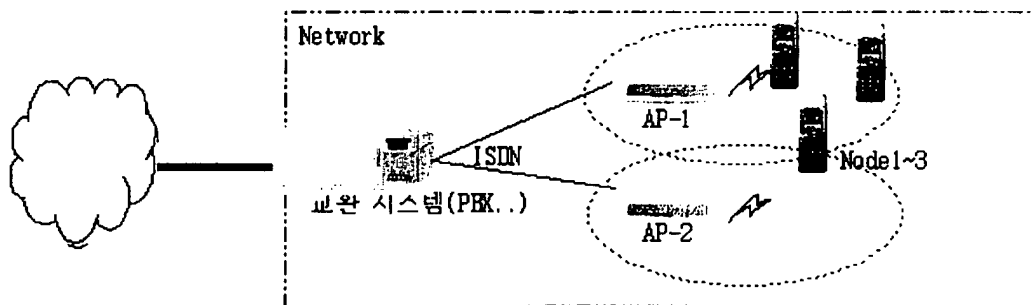 Network
AP-1
ISDN
Node1~3
교환 시스템(PBX..)
AP-2